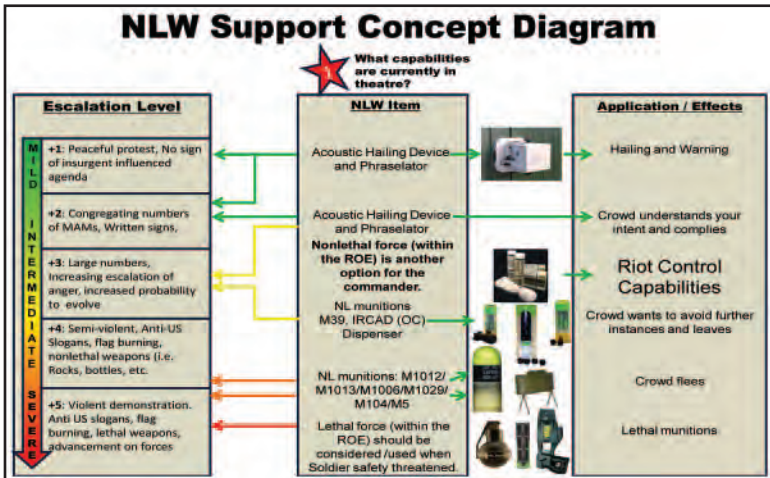 NLW Support Concept Diagram
What capabilities
are currently in
theatre?
Escalation Level
MILD INTERMEDIATE SEVERE
+1: Peaceful protest, No sign
of insurgent influenced
agenda
+2: Congregating numbers
of MAMs, Written signs,
+3: Large numbers,
Increasing escalation of
anger, increased probability
to evolve
+4: Semi-violent, Anti-US
Slogans, flag burning,
nonlethal weapons (i.e.
Rocks, bottles, etc.
+5: Violent demonstration.
Anti US slogans, flag
burning, lethal weapons,
advancement on forces
NLW Item
Acoustic Hailing Device
and Phraselator
Acoustic Hailing Device
and Phraselator
Nonlethal force (within
the ROE) is another
option for the
commander.
NL munitions
M39, IRCAD (OC)
Dispenser
NL munitions: M1012/
M1013/M1006/M1029/
M104/M5
Lethal force (within the
ROE) should be
considered /used when
Soldier safety threatened.
Application / Effects
Hailing and Warning
Crowd understands your
intent and complies
Riot Control
Capabilities
Crowd wants to avoid further
instances and leaves
Crowd flees
Lethal munitions